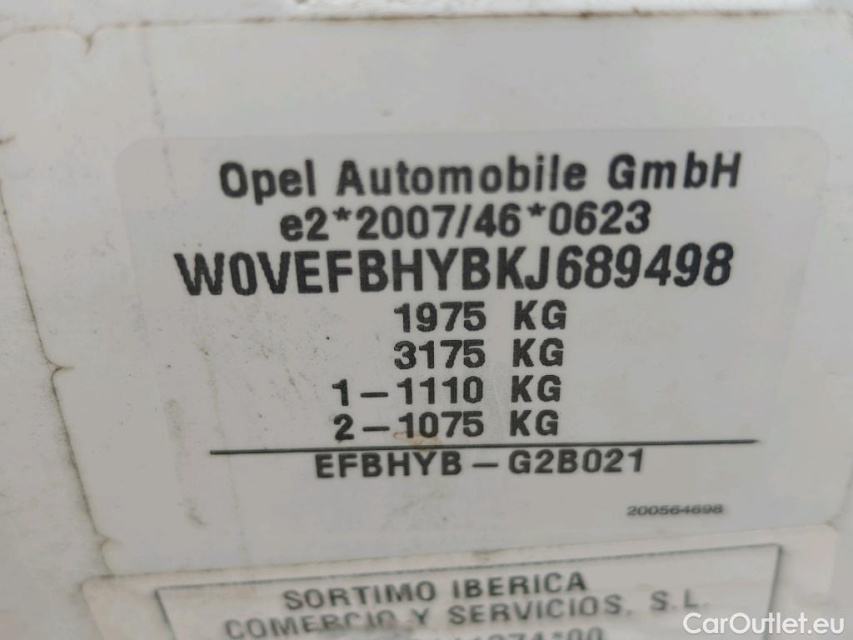 Opel Automobile GmbH
e2*2007/46*0623
W0VEFBHYBKJ689498
1975 KG
3175 KG
1-1110 KG
2-1075 KG
EFBHYB-G2B021
200564698
SORTIMO IBERICA
COMERCIO Y SERVICIOS, S.L.
CarOutlet.eu